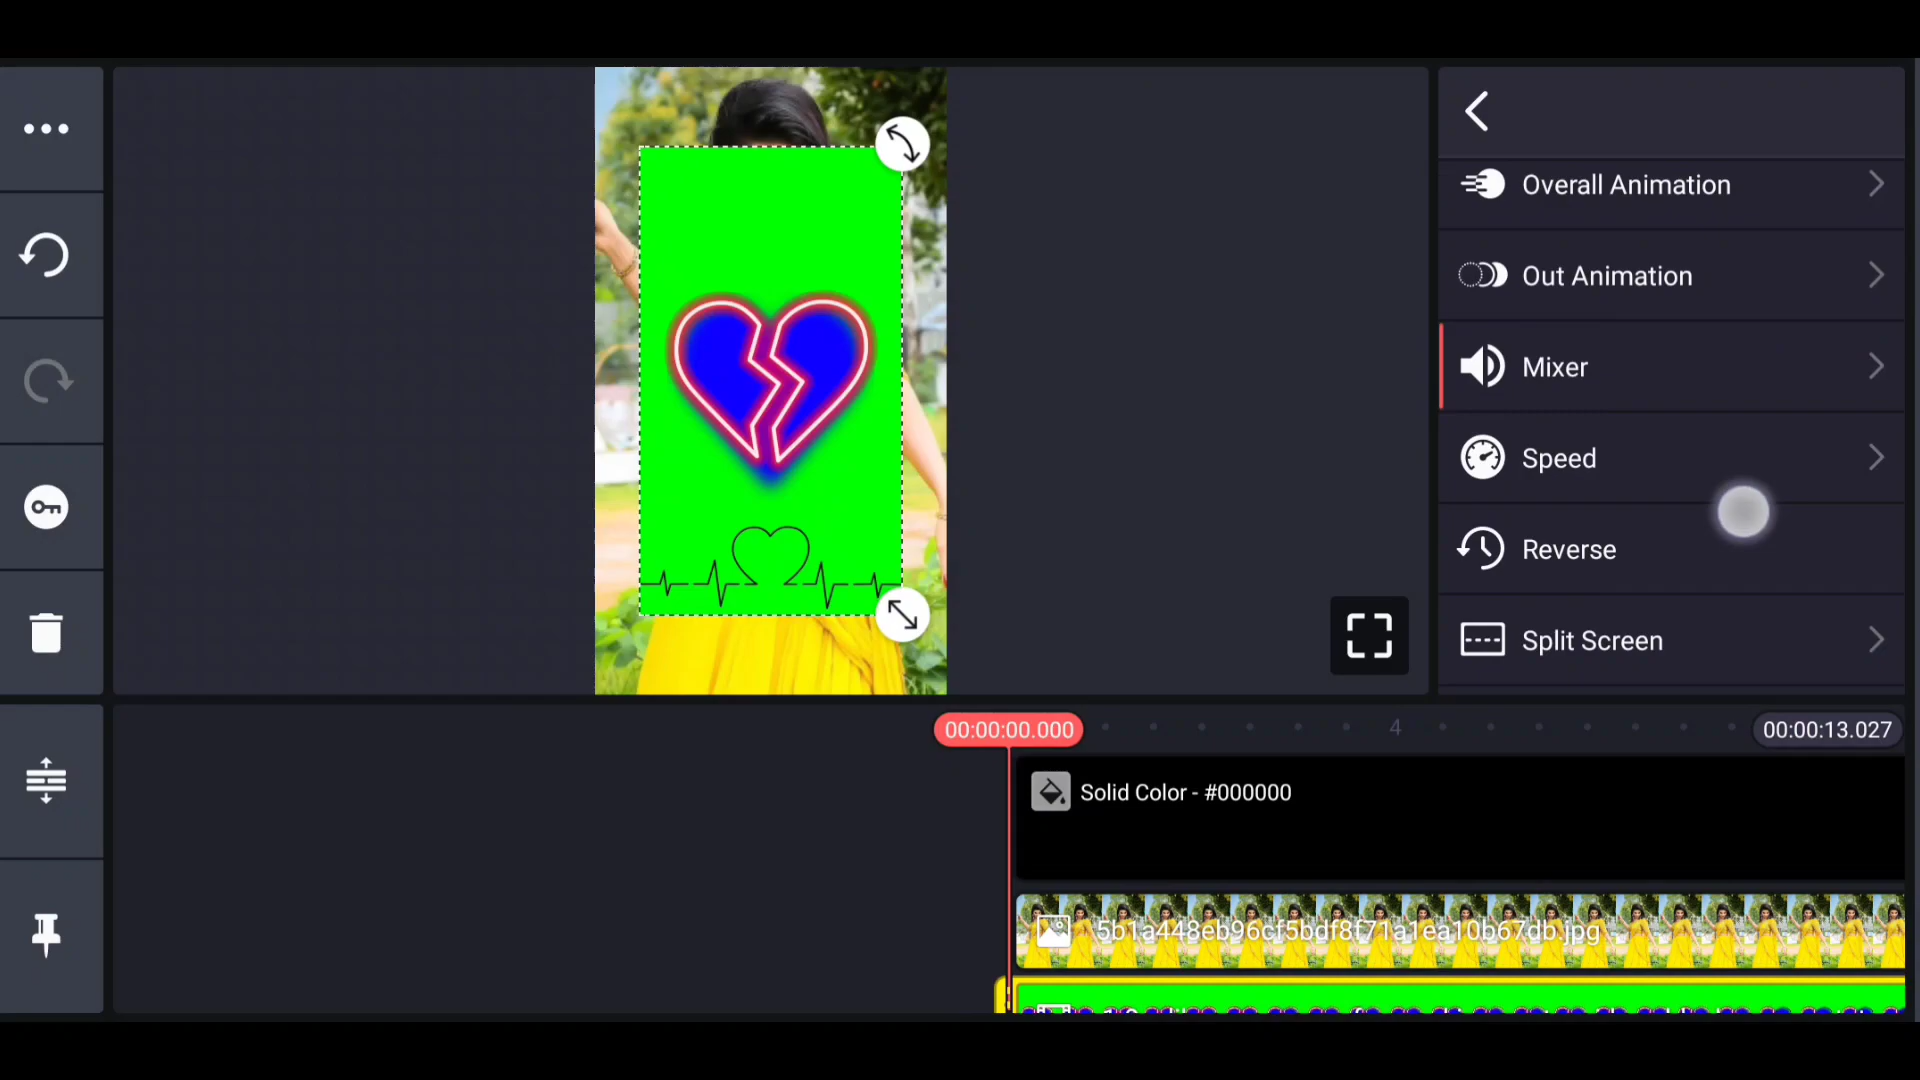 Overall Animation
Out Animation
Mixer
Speed
Reverse
Split Screen
00:00:00.000
4
00:00:13.027
Solid Color - #000000
5b1a448eb96cf5bdf8f71a1ea10b67db.jpg